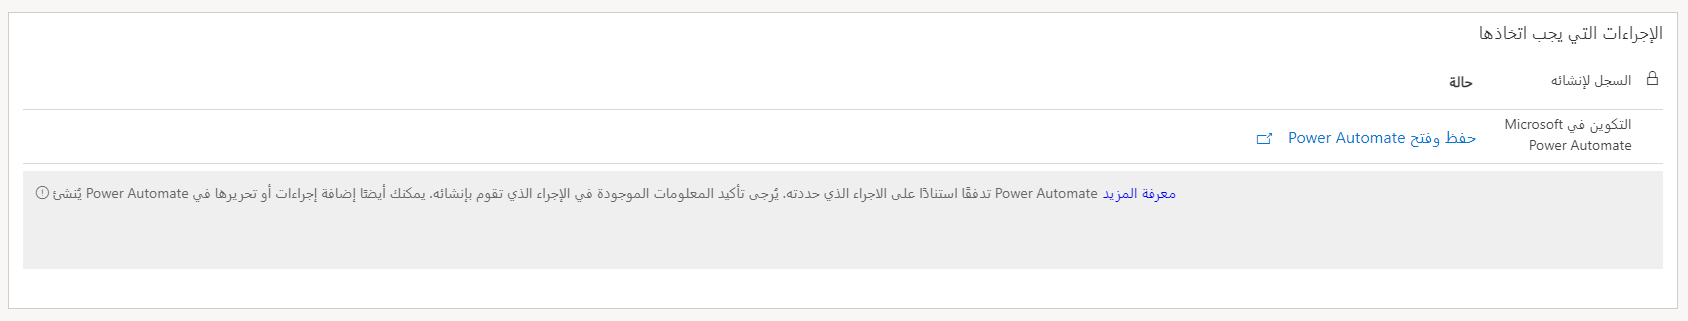 الإجراءات التي يجب اتخاذها
السجل لإنشائه
حالة
التكوين في Microsoft
Power Automate
حفظ وفتح Power Automate
يُنشئ Power Automate تدفقًا استنادًا على الاجراء الذي حددته. يُرجى تأكيد المعلومات الموجودة في الإجراء الذي تقوم بإنشائه. يمكنك أيضًا إضافة إجراءات أو تحريرها في Power Automate معرفة المزيد